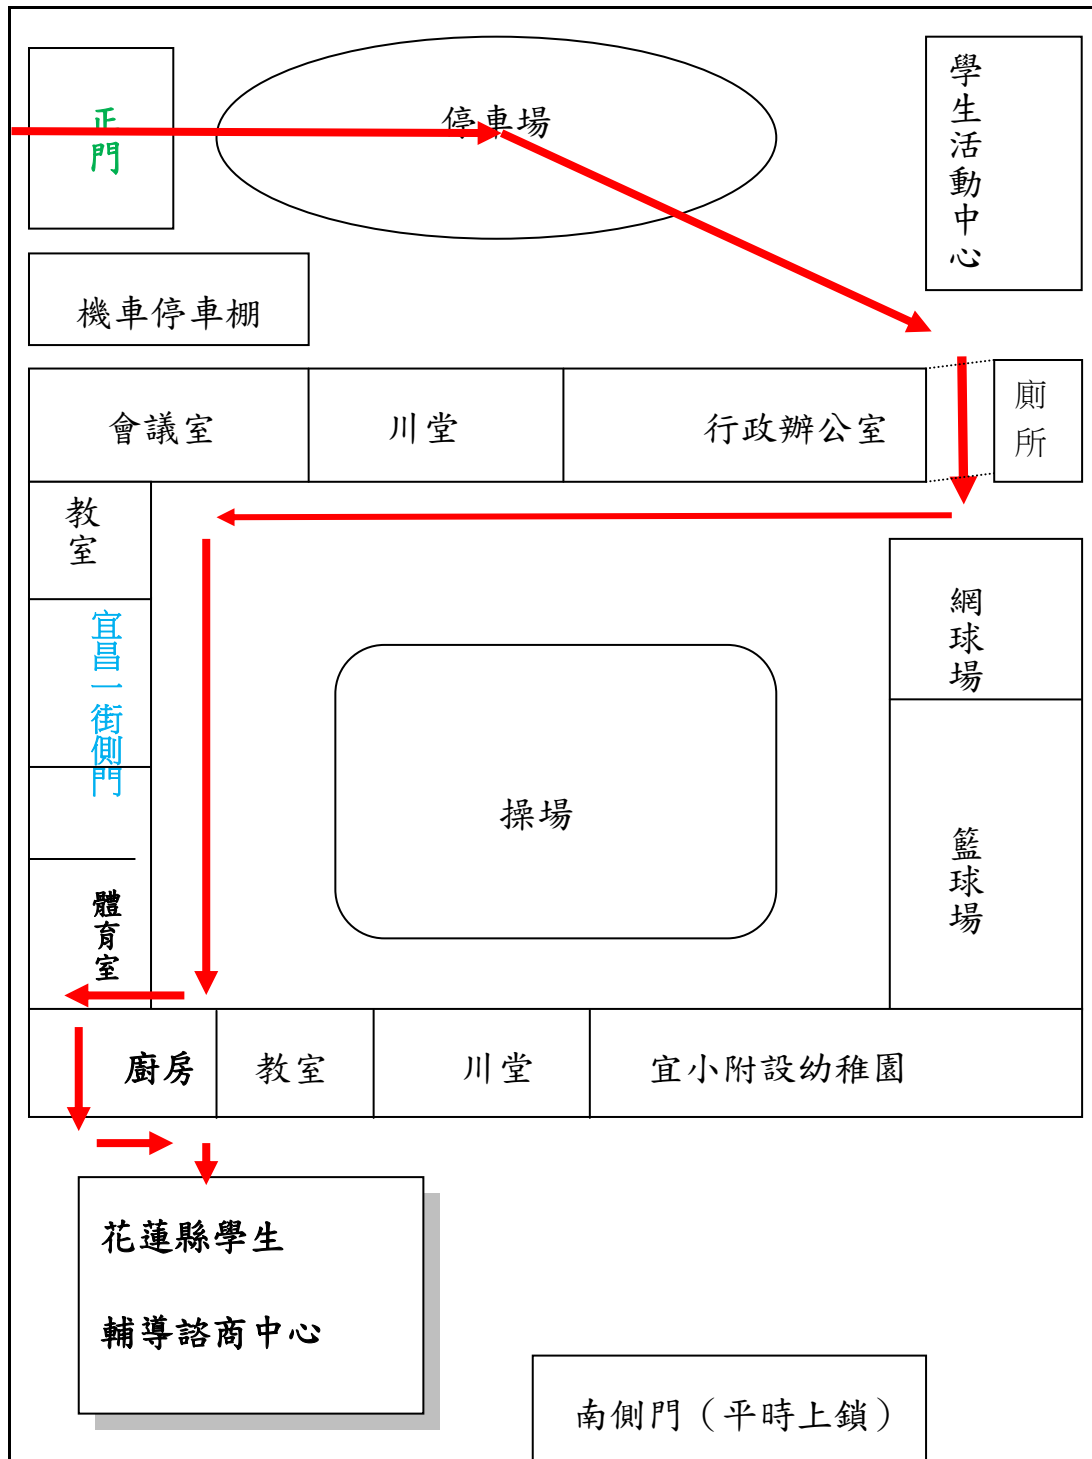 正門
停車場
學生活動中心
機車停車棚
會議室
川堂
行政辦公室
廁所
教室
宜昌一街側門
網球場
操場
籃球場
體育室
廚房
教室
川堂
宜小附設幼稚園
花蓮縣學生
輔導諮商中心
南側門（平時上鎖）